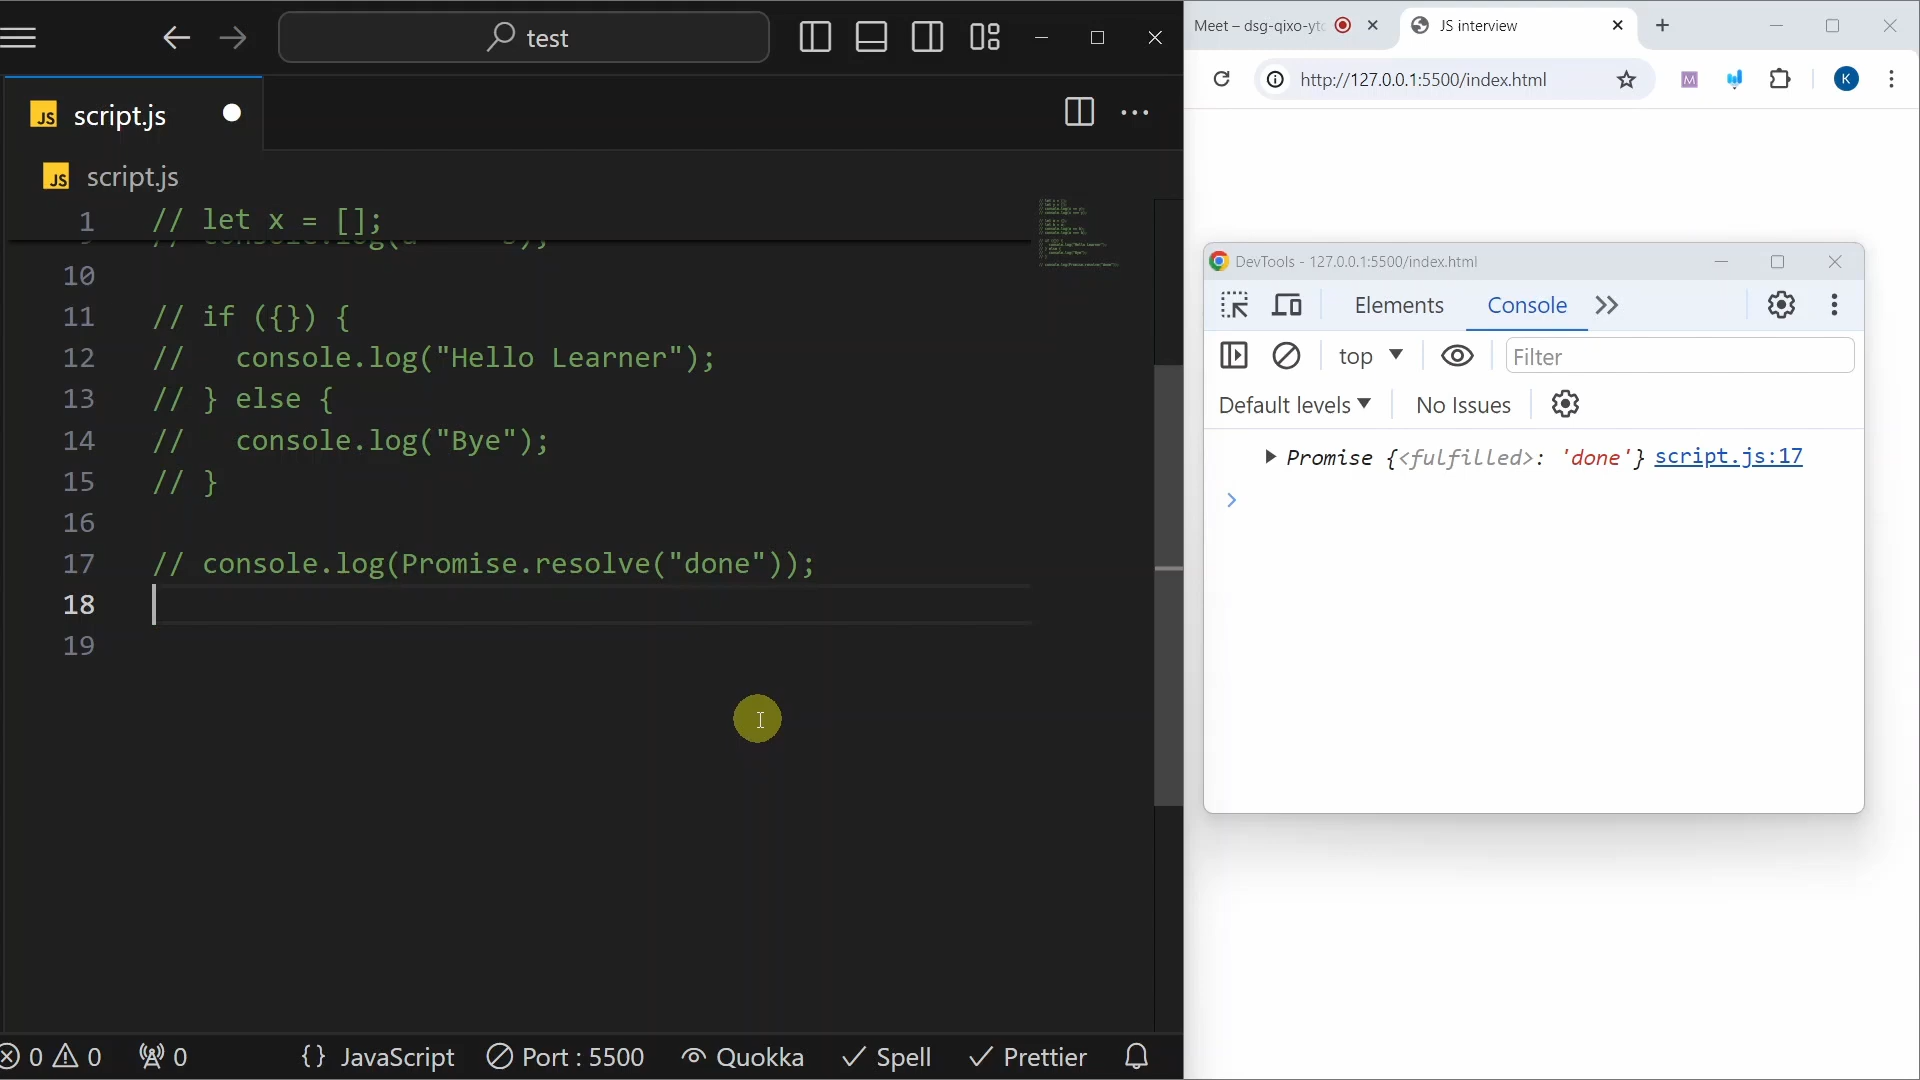 test
JS script.js
JS script.js
1 // let x = [];
10
11 // if ({}) {
12 //   console.log("Hello Learner");
13 // } else {
14 //   console.log("Bye");
15 // }
16
17 // console.log(Promise.resolve("done"));
18
19
0 0 0 {} JavaScript Port : 5500 Quokka Spell Prettier
Meet – dsg-qixo-ytc JS interview
http://127.0.0.1:5500/index.html M K
DevTools - 127.0.0.1:5500/index.html
Elements Console
top Filter
Default levels No Issues
Promise {<fulfilled>: 'done'} script.js:17